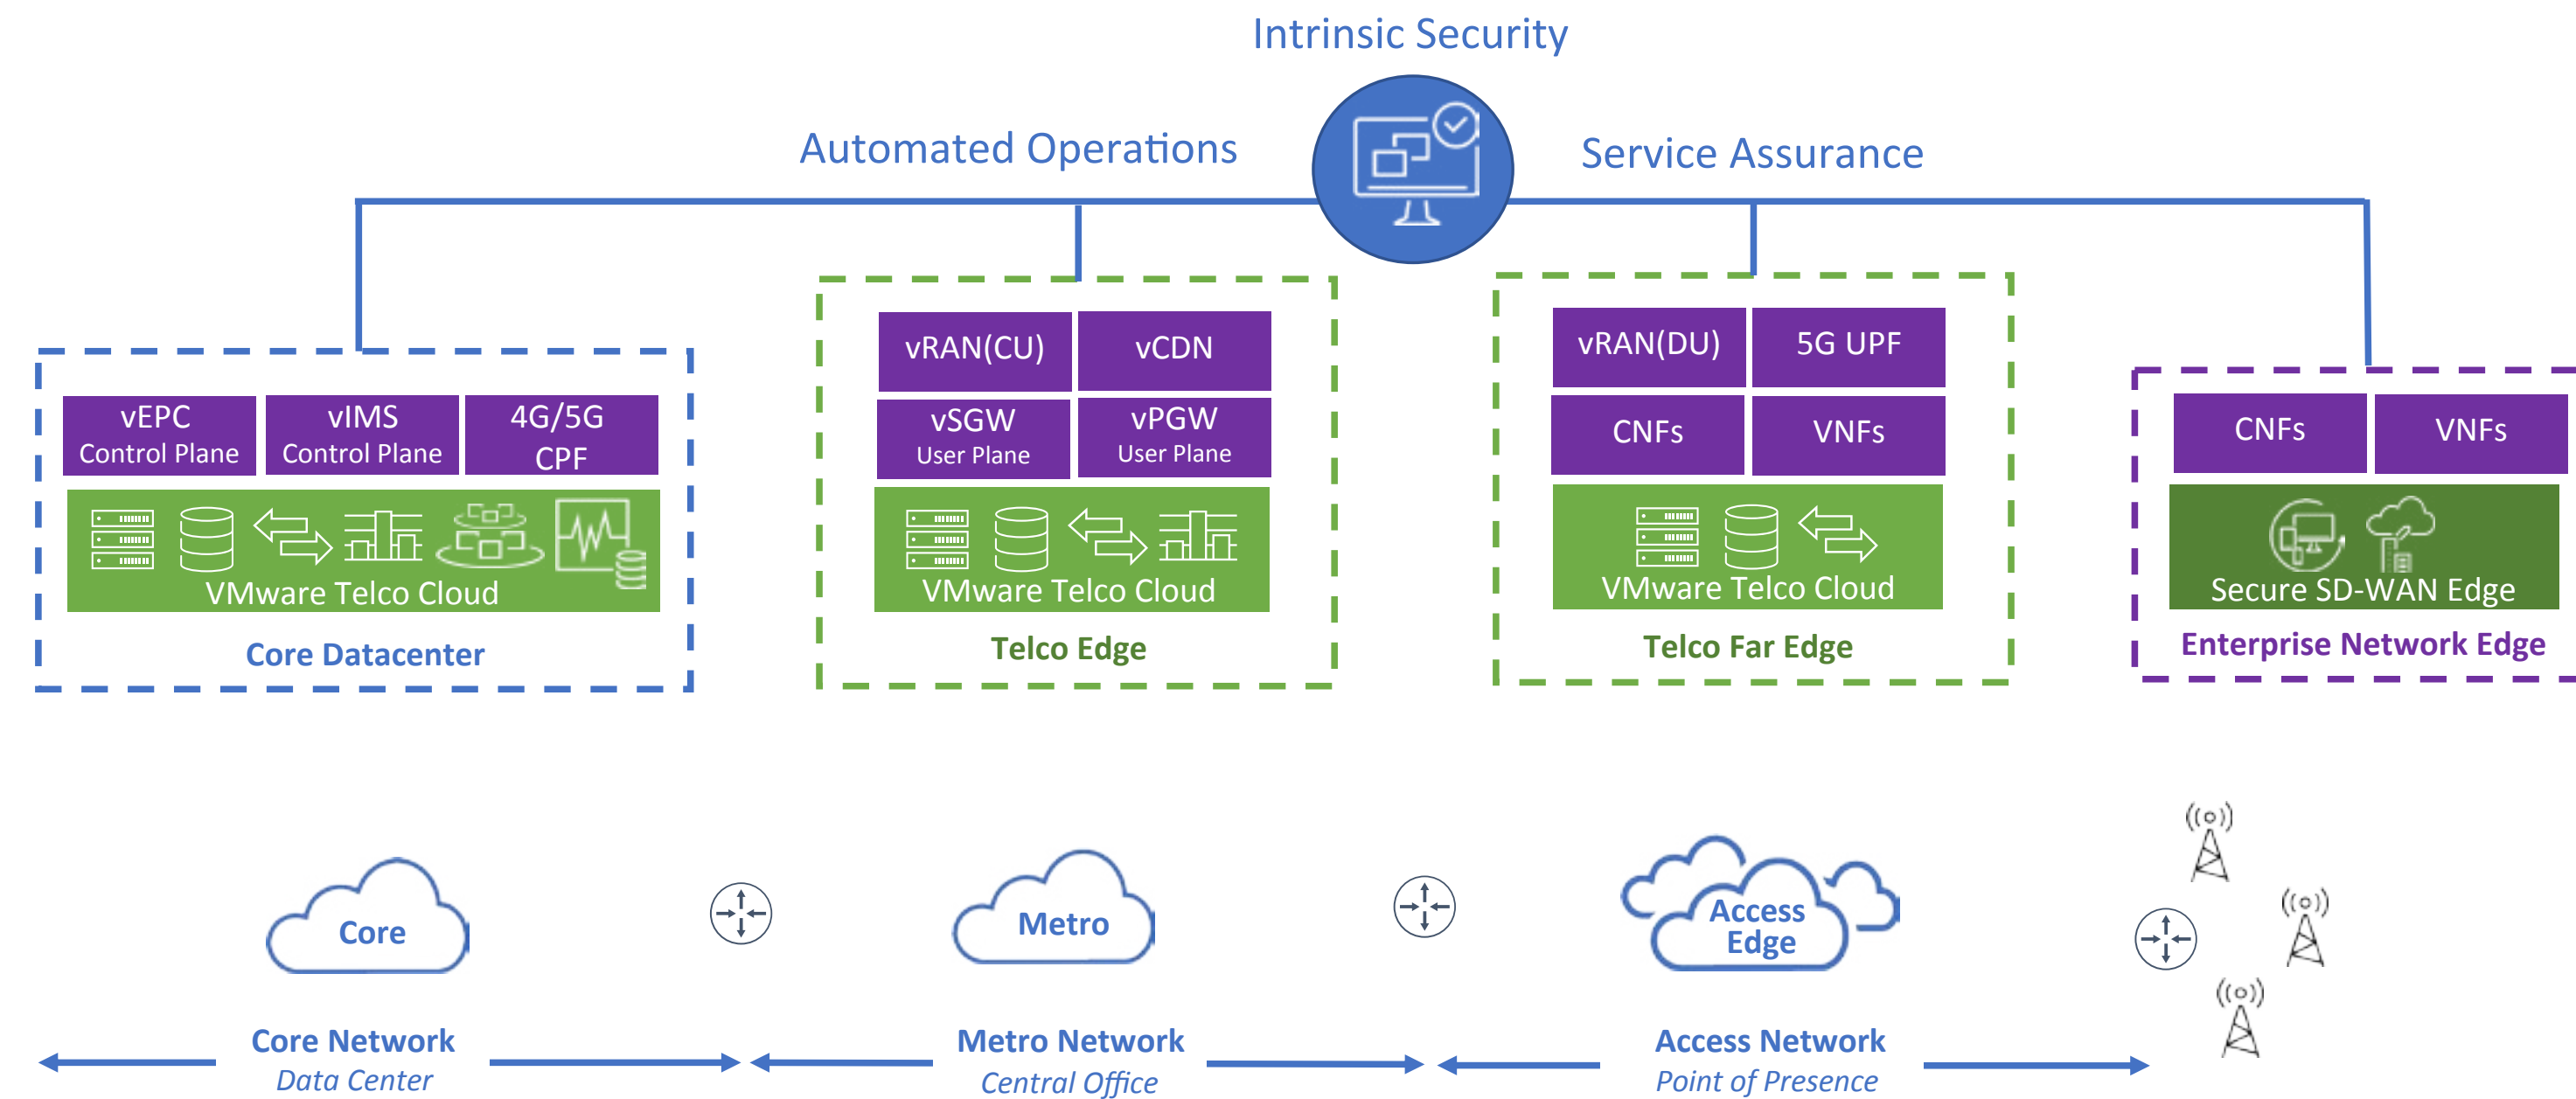 Intrinsic Security
Automated Operations
Service Assurance
vEPC
Control Plane
vIMS
Control Plane
4G/5G
CPF
VMware Telco Cloud
Core Datacenter
vRAN(CU)
vCDN
vSGW
User Plane
vPGW
User Plane
VMware Telco Cloud
Telco Edge
vRAN(DU)
5G UPF
CNFs
VNFs
VMware Telco Cloud
Telco Far Edge
CNFs
VNFs
Secure SD-WAN Edge
Enterprise Network Edge
Core
Metro
Access
Edge
Core Network
Data Center
Metro Network
Central Office
Access Network
Point of Presence